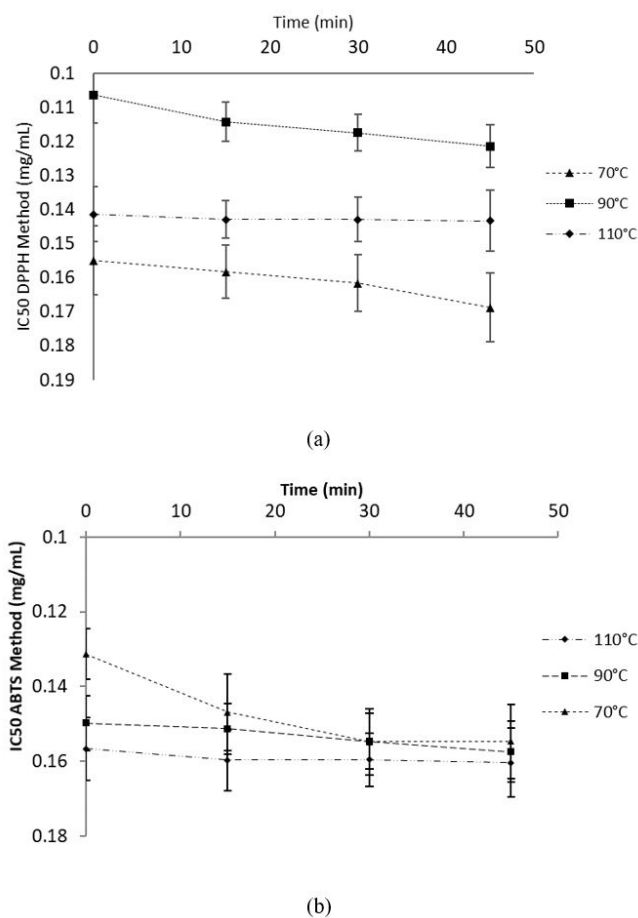 Time (min)
0 10 20 30 40 50
0.1
0.11
0.12
0.13
0.14
0.15
0.16
0.17
0.18
0.19
IC50 DPPH Method (mg/mL)
70°C
90°C
110°C
(a)
Time (min)
0 10 20 30 40 50
0.1
0.12
0.14
0.16
0.18
IC50 ABTS Method (mg/mL)
110°C
90°C
70°C
(b)